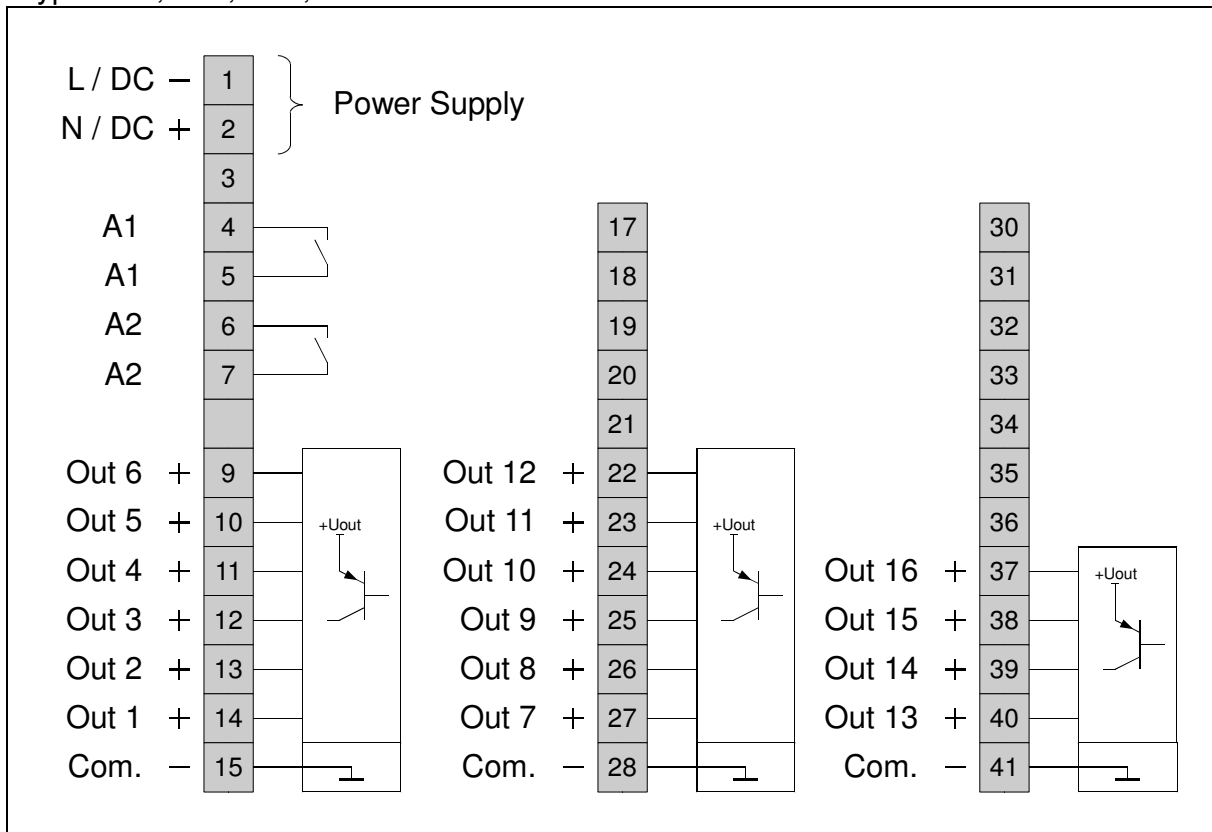 L / DC − 1
N / DC + 2
Power Supply
3
A1 4
A1 5
A2 6
A2 7
Out 6 + 9
Out 5 + 10
Out 4 + 11
Out 3 + 12
Out 2 + 13
Out 1 + 14
Com. − 15
+Uout
17
18
19
20
21
Out 12 + 22
Out 11 + 23
Out 10 + 24
Out 9 + 25
Out 8 + 26
Out 7 + 27
Com. − 28
+Uout
30
31
32
33
34
35
36
Out 16 + 37
Out 15 + 38
Out 14 + 39
Out 13 + 40
Com. − 41
+Uout